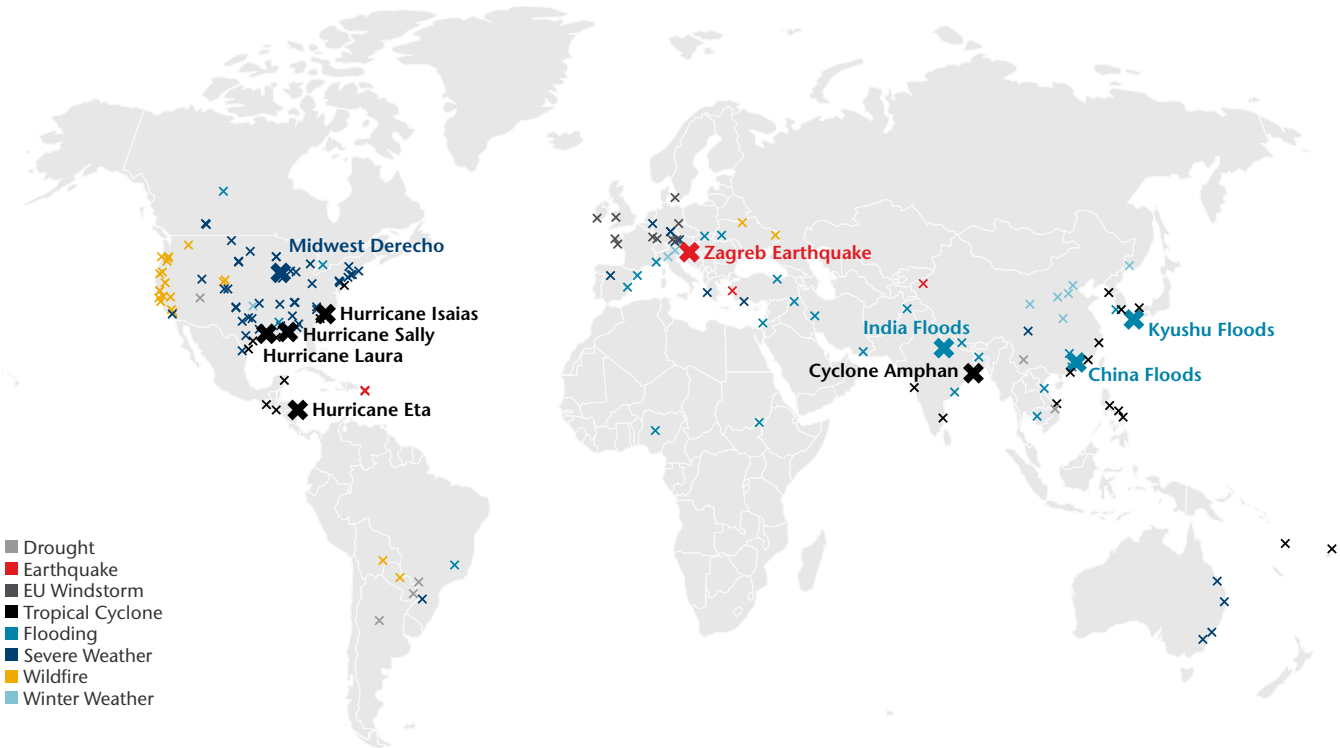 Midwest Derecho
Zagreb Earthquake
Hurricane Isaias
Hurricane Sally
Hurricane Laura
India Floods
Kyushu Floods
Cyclone Amphan
China Floods
Hurricane Eta
Drought
Earthquake
EU Windstorm
Tropical Cyclone
Flooding
Severe Weather
Wildfire
Winter Weather